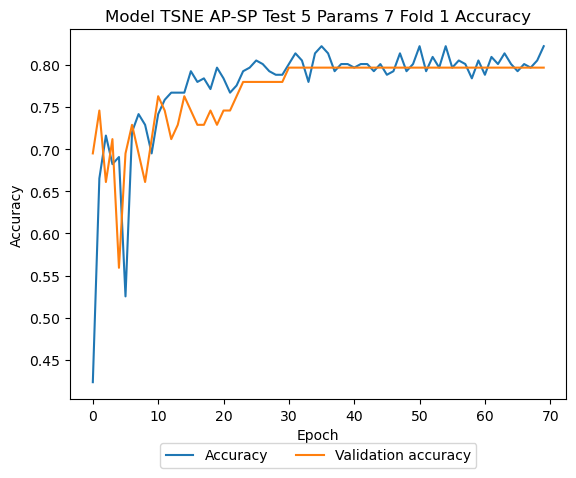 Model TSNE AP-SP Test 5 Params 7 Fold 1 Accuracy
Accuracy
0.80
0.75
0.70
0.65
0.60
0.55
0.50
0.45
0 10 20 30 40 50 60 70
Epoch
Accuracy Validation accuracy